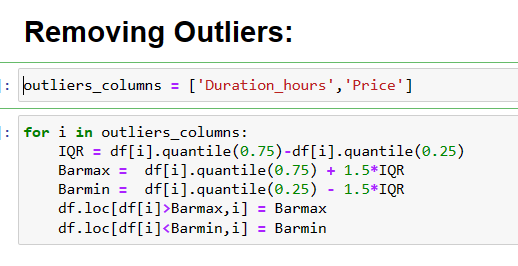 Removing Outliers:
]: outliers_columns = ['Duration_hours','Price']
]: for i in outliers_columns:
    IQR = df[i].quantile(0.75)-df[i].quantile(0.25)
    Barmax =  df[i].quantile(0.75) + 1.5*IQR
    Barmin =  df[i].quantile(0.25) - 1.5*IQR
    df.loc[df[i]>Barmax,i] = Barmax
    df.loc[df[i]<Barmin,i] = Barmin